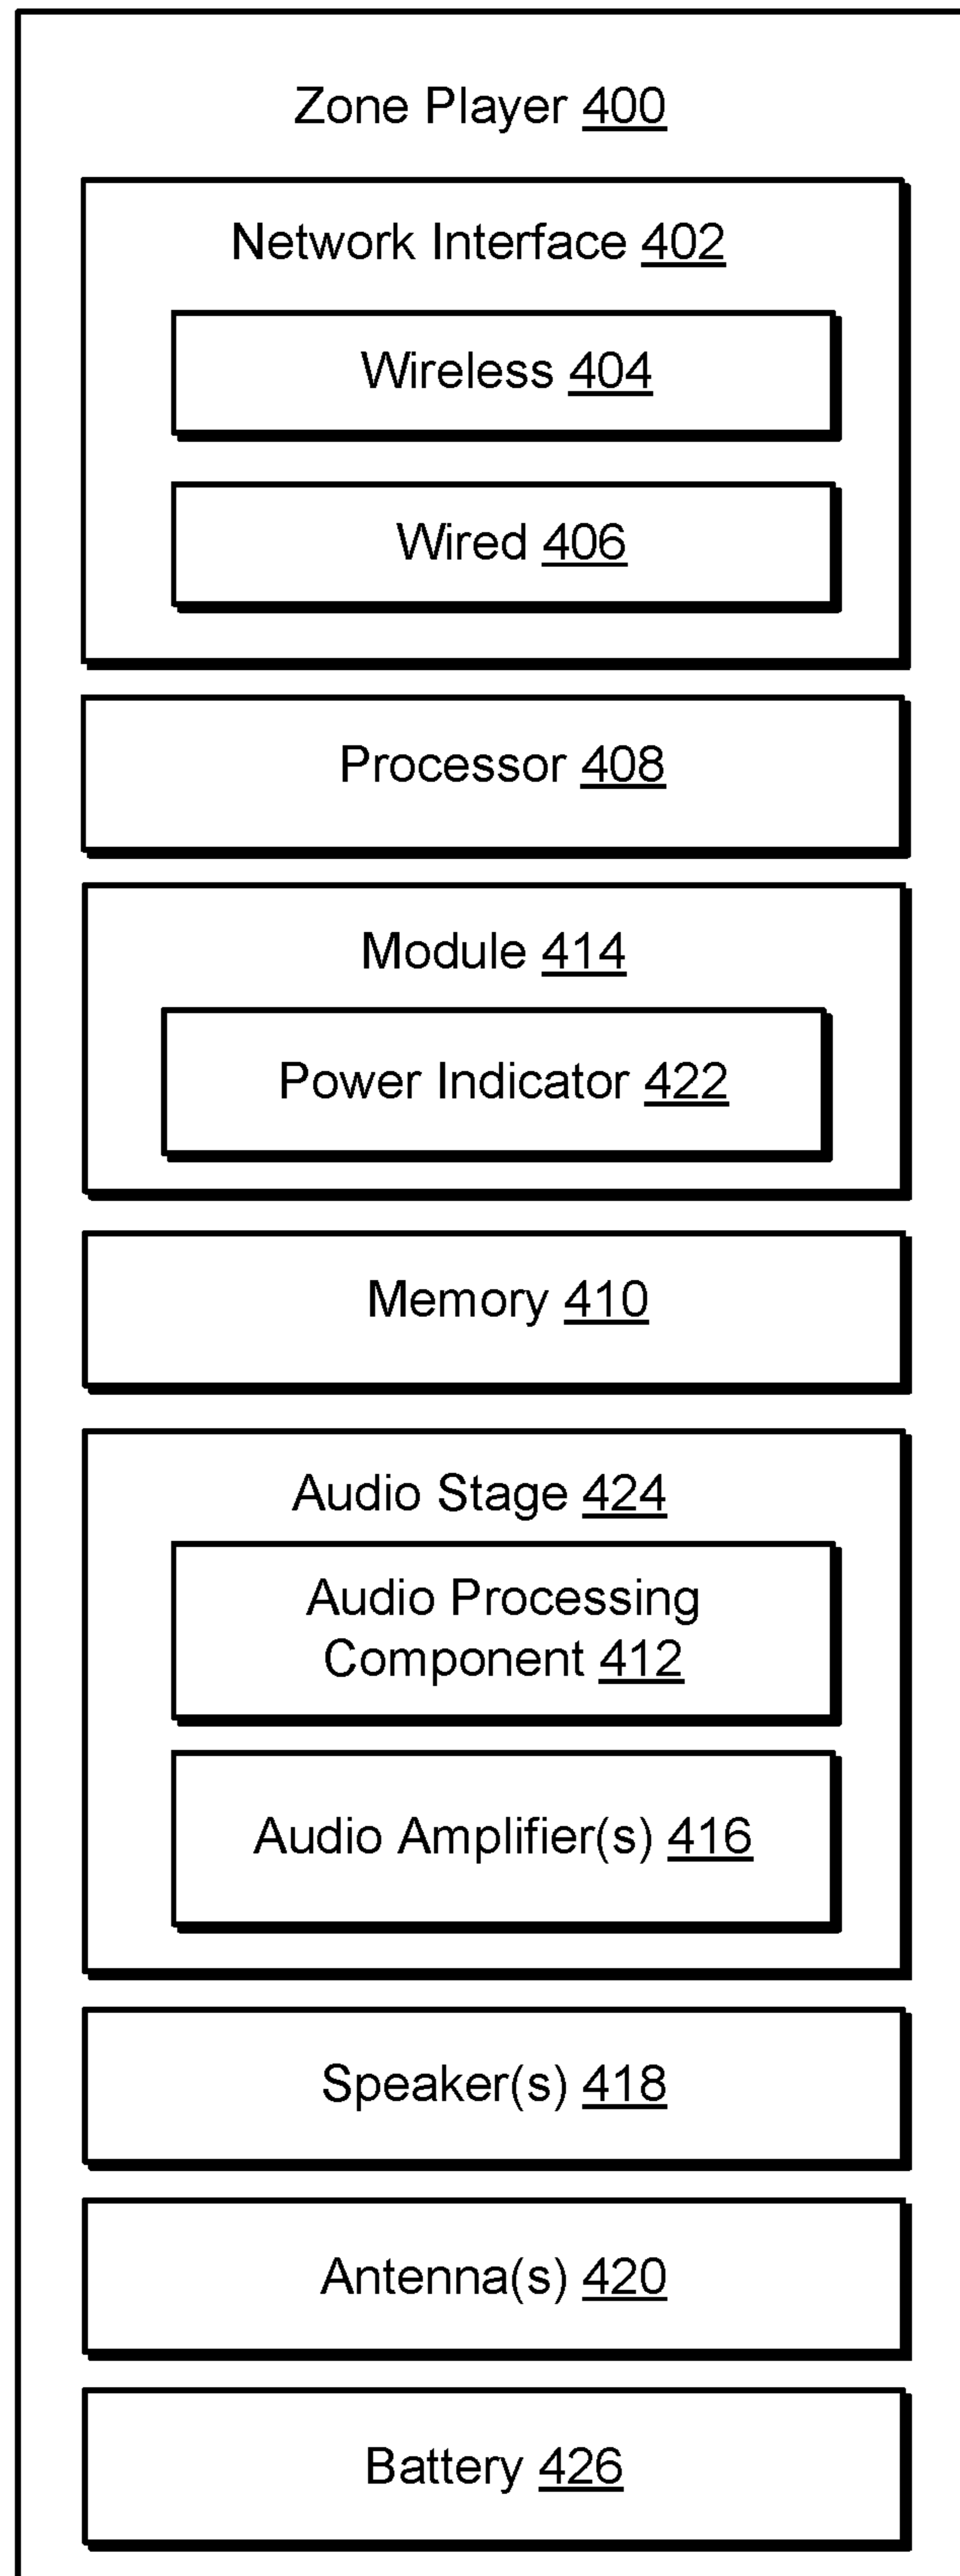 Zone Player 400
Network Interface 402
Wireless 404
Wired 406
Processor 408
Module 414
Power Indicator 422
Memory 410
Audio Stage 424
Audio Processing
Component 412
Audio Amplifier(s) 416
Speaker(s) 418
Antenna(s) 420
Battery 426